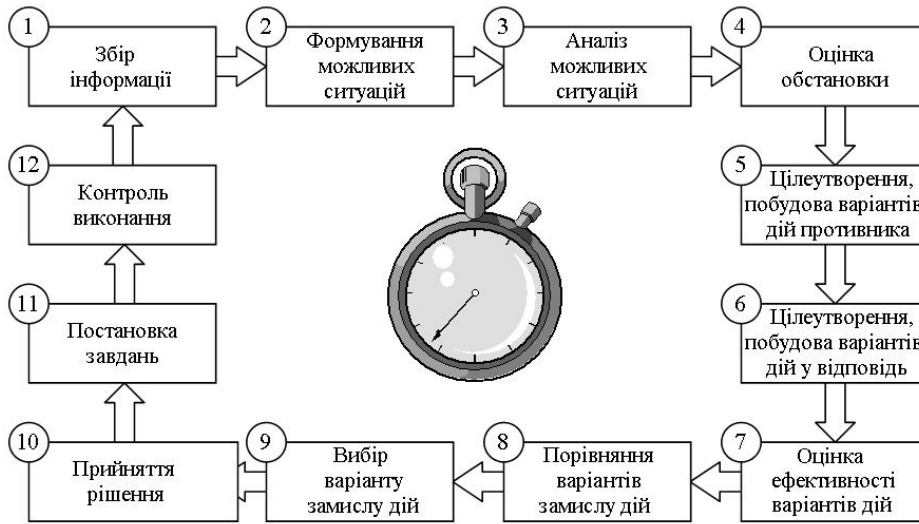 1
Збір
інформації
2
Формування
можливих
ситуацій
3
Аналіз
можливих
ситуацій
4
Оцінка
обстановки
5
Цілеутворення,
побудова варіантів
дій противника
6
Цілеутворення,
побудова варіантів
дій у відповідь
7
Оцінка
ефективності
варіантів дій
8
Порівняння
варіантів
замислу дій
9
Вибір
варіанту
замислу дій
10
Прийняття
рішення
11
Постановка
завдань
12
Контроль
виконання